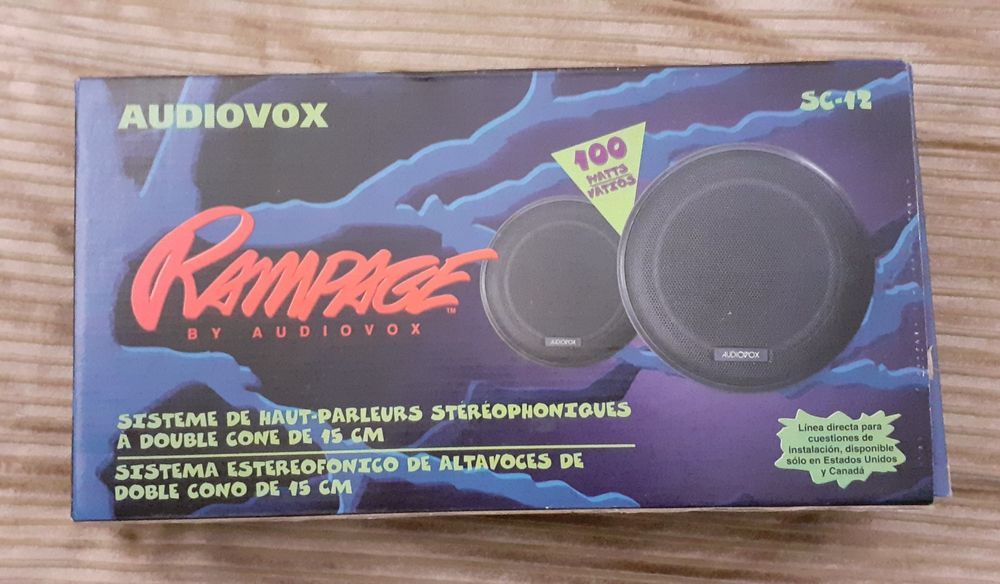 AUDIOVOX
SC-12
100
WATTS
VATIOS
RAMPAGE™
BY AUDIOVOX
AUDIOVOX
AUDIOVOX
SISTEME DE HAUT-PARLEURS STEREOPHONIQUES
A DOUBLE CONE DE 15 CM
SISTEMA ESTEREOFONICO DE ALTAVOCES DE
DOBLE CONO DE 15 CM
Línea directa para
cuestiones de
instalación, disponible
sólo en Estados Unidos
y Canadá